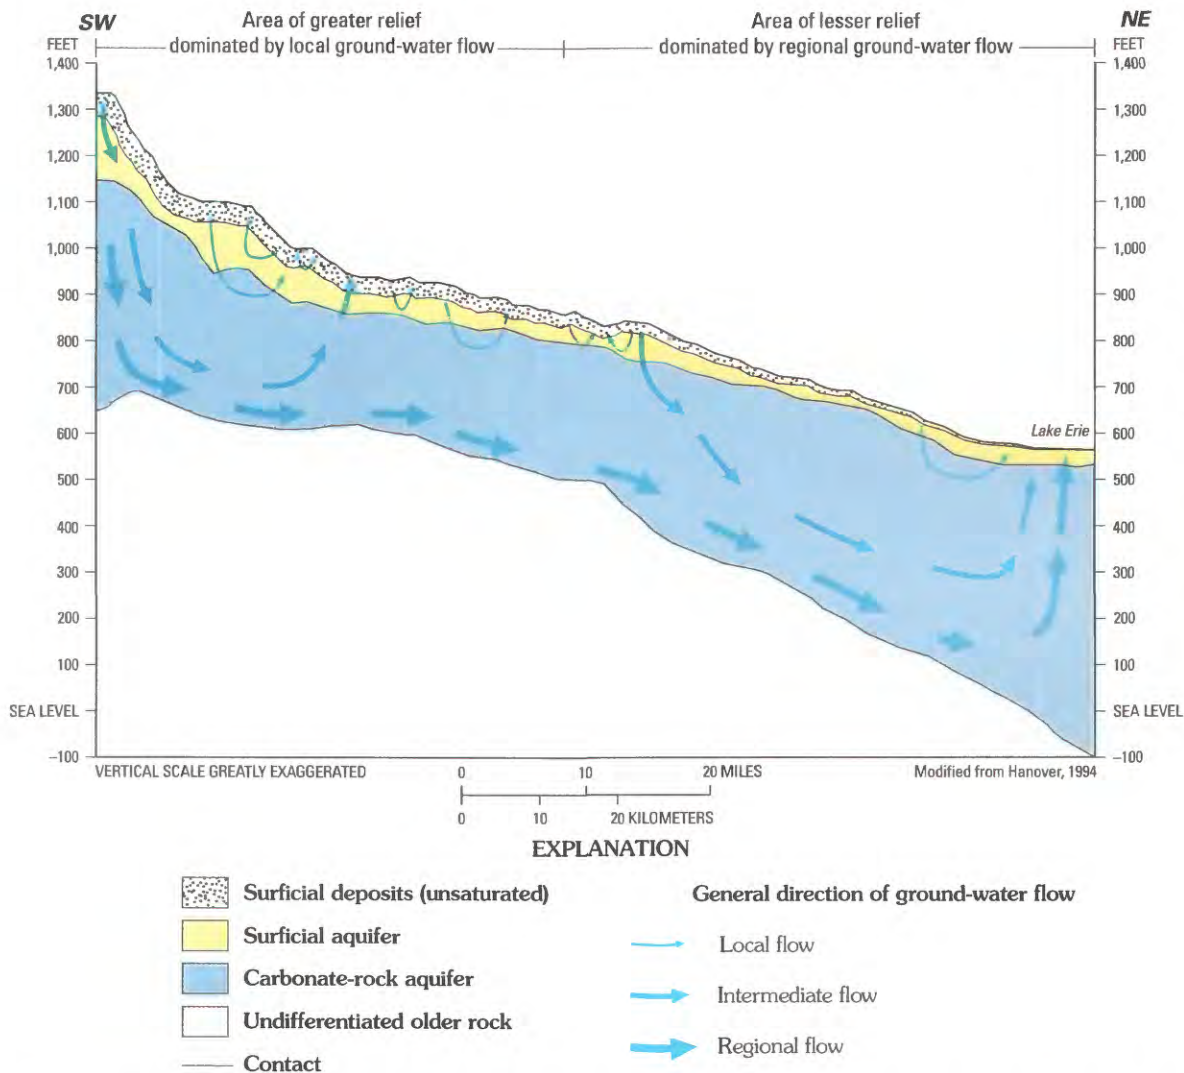 SW
Area of greater relief
dominated by local ground-water flow
Area of lesser relief
dominated by regional ground-water flow
NE
FEET
1,400
1,300
1,200
1,100
1,000
900
800
700
600
500
400
300
200
100
SEA LEVEL
–100
FEET
1,400
1,300
1,200
1,100
1,000
900
800
700
600
500
400
300
200
100
SEA LEVEL
–100
Lake Erie
VERTICAL SCALE GREATLY EXAGGERATED
0 10 20 MILES
0 10 20 KILOMETERS
Modified from Hanover, 1994
EXPLANATION
Surficial deposits (unsaturated)
Surficial aquifer
Carbonate-rock aquifer
Undifferentiated older rock
Contact
General direction of ground-water flow
Local flow
Intermediate flow
Regional flow